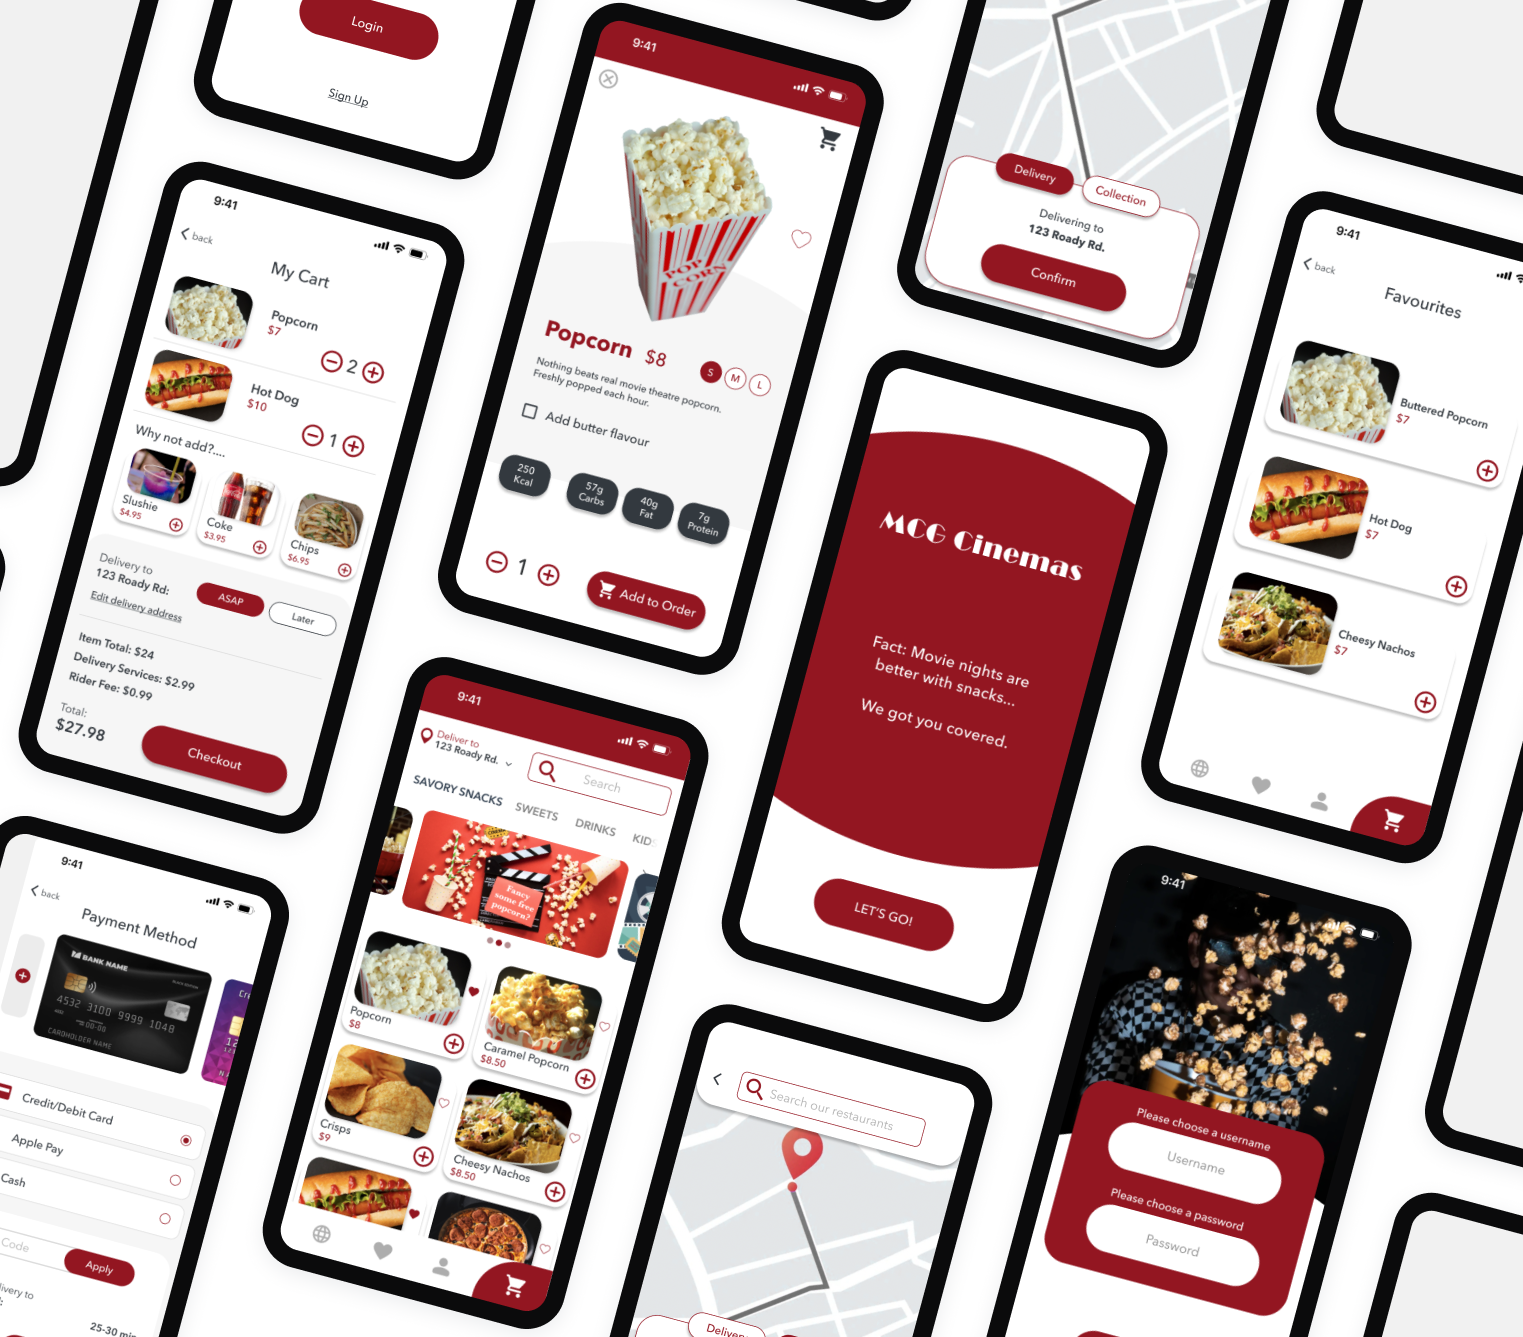 Login
Sign Up
9:41
back
My Cart
Popcorn
$7
2
Hot Dog
$10
1
Why not add?....
Slushie
$4.95
Coke
$3.95
Chips
$6.95
Delivery to
123 Roady Rd:
Edit delivery address
ASAP
Later
Item Total: $24
Delivery Services: $2.99
Rider Fee: $0.99
Total:
$27.98
Checkout
9:41
POP
CORN
Popcorn $8
S
M
L
Nothing beats real movie theatre popcorn.
Freshly popped each hour.
Add butter flavour
250
Kcal
57g
Carbs
40g
Fat
7g
Protein
1
Add to Order
Delivery
Collection
Delivering to
123 Roady Rd.
Confirm
9:41
back
Favourites
Buttered Popcorn
$7
Hot Dog
$7
Cheesy Nachos
$7
MCG Cinemas
Fact: Movie nights are
better with snacks...
We got you covered.
LET'S GO!
9:41
Deliver to
123 Roady Rd.
Search
SAVORY SNACKS
SWEETS
DRINKS
KID
Fancy
some free
popcorn?
Popcorn
$8
Caramel Popcorn
$8.50
Crisps
$9
Cheesy Nachos
$8.50
9:41
back
Payment Method
BANK NAME
4532 3100 9999 1048
CARDHOLDER NAME
Credit/Debit Card
Apple Pay
Cash
Code
Apply
ivery to
25-30 min
Search our restaurants
Delivery
9:41
Please choose a username
Username
Please choose a password
Password